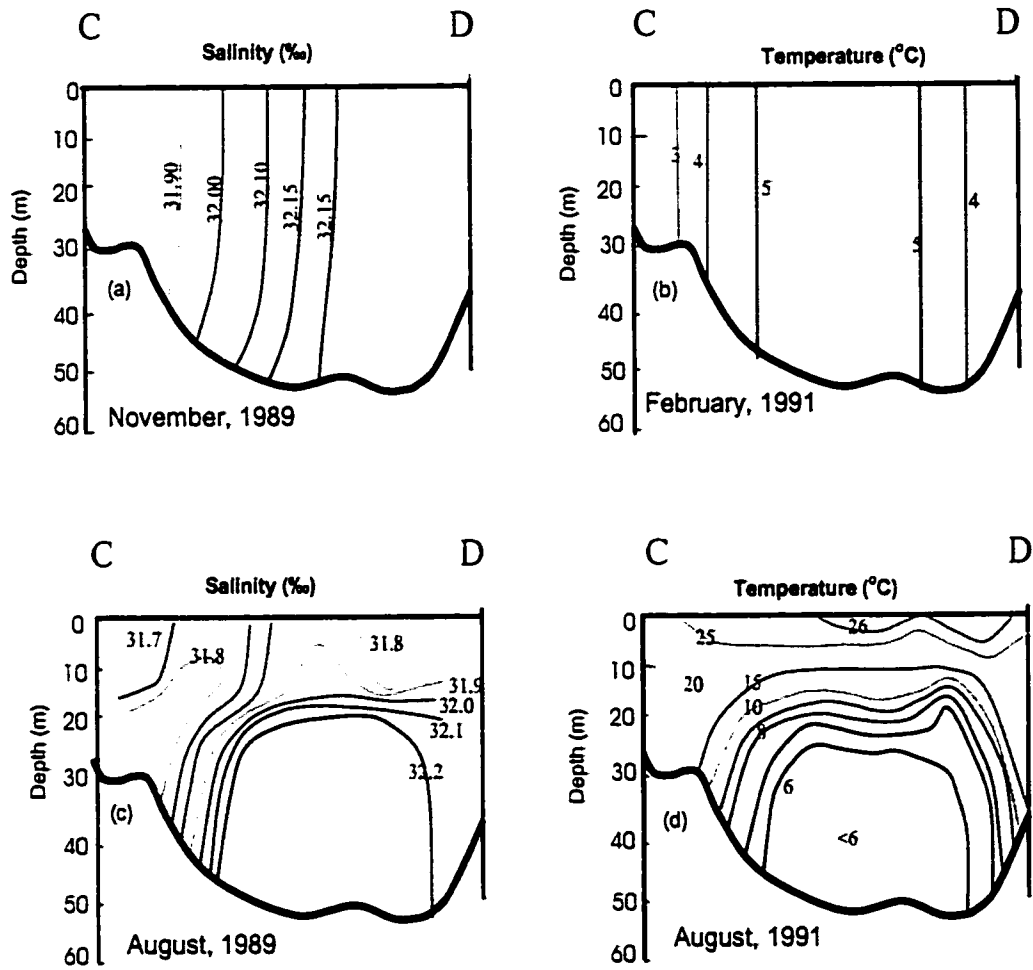 C D
Salinity (‰)
0
10
20
30
40
50
60
Depth (m)
31.90 32.00 32.10 32.15 32.15
(a)
November, 1989
C D
Temperature (°C)
0
10
20
30
40
50
60
Depth (m)
3 4 5 5 4
(b)
February, 1991
C D
Salinity (‰)
0
10
20
30
40
50
60
Depth (m)
31.7 31.8 31.8
31.9
32.0
32.1
32.2
(c)
August, 1989
C D
Temperature (°C)
0
10
20
30
40
50
60
Depth (m)
25 26
20 15
10
8
6
<6
(d)
August, 1991